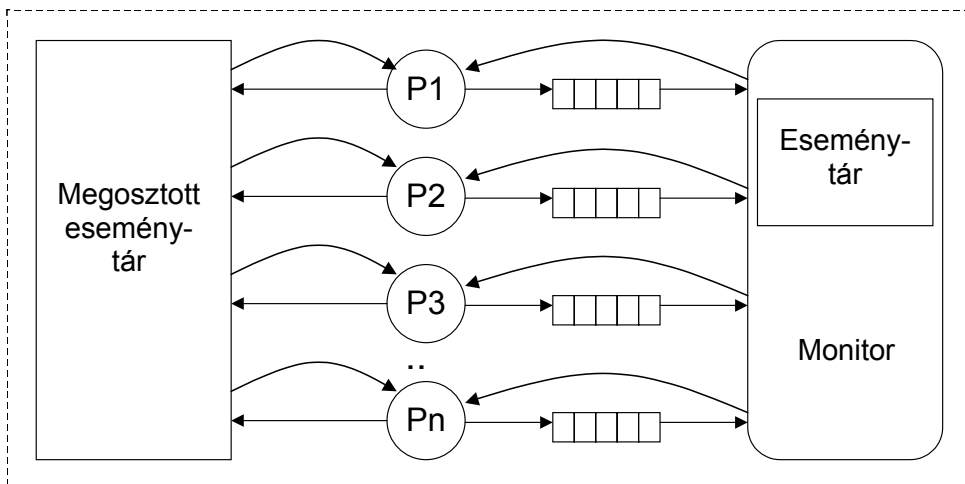 Megosztott
esemény-
tár
P1
P2
P3
..
Pn
Esemény-
tár
Monitor